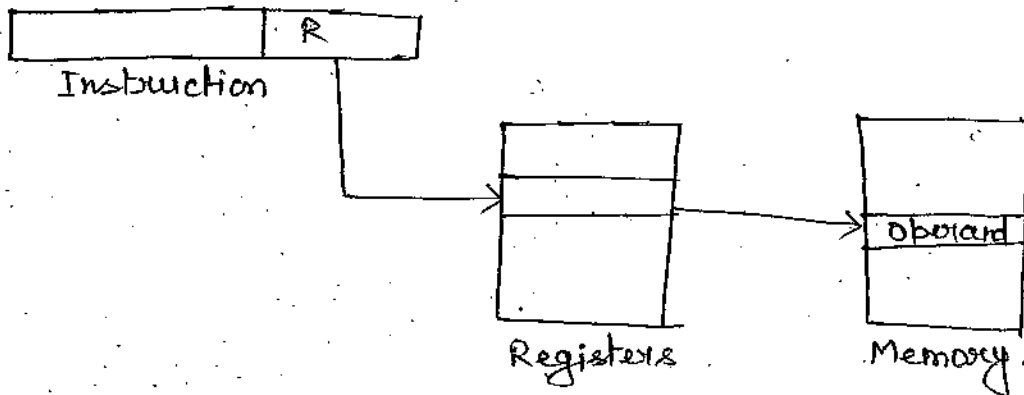 R
Instruction
operand
Registers
Memory.